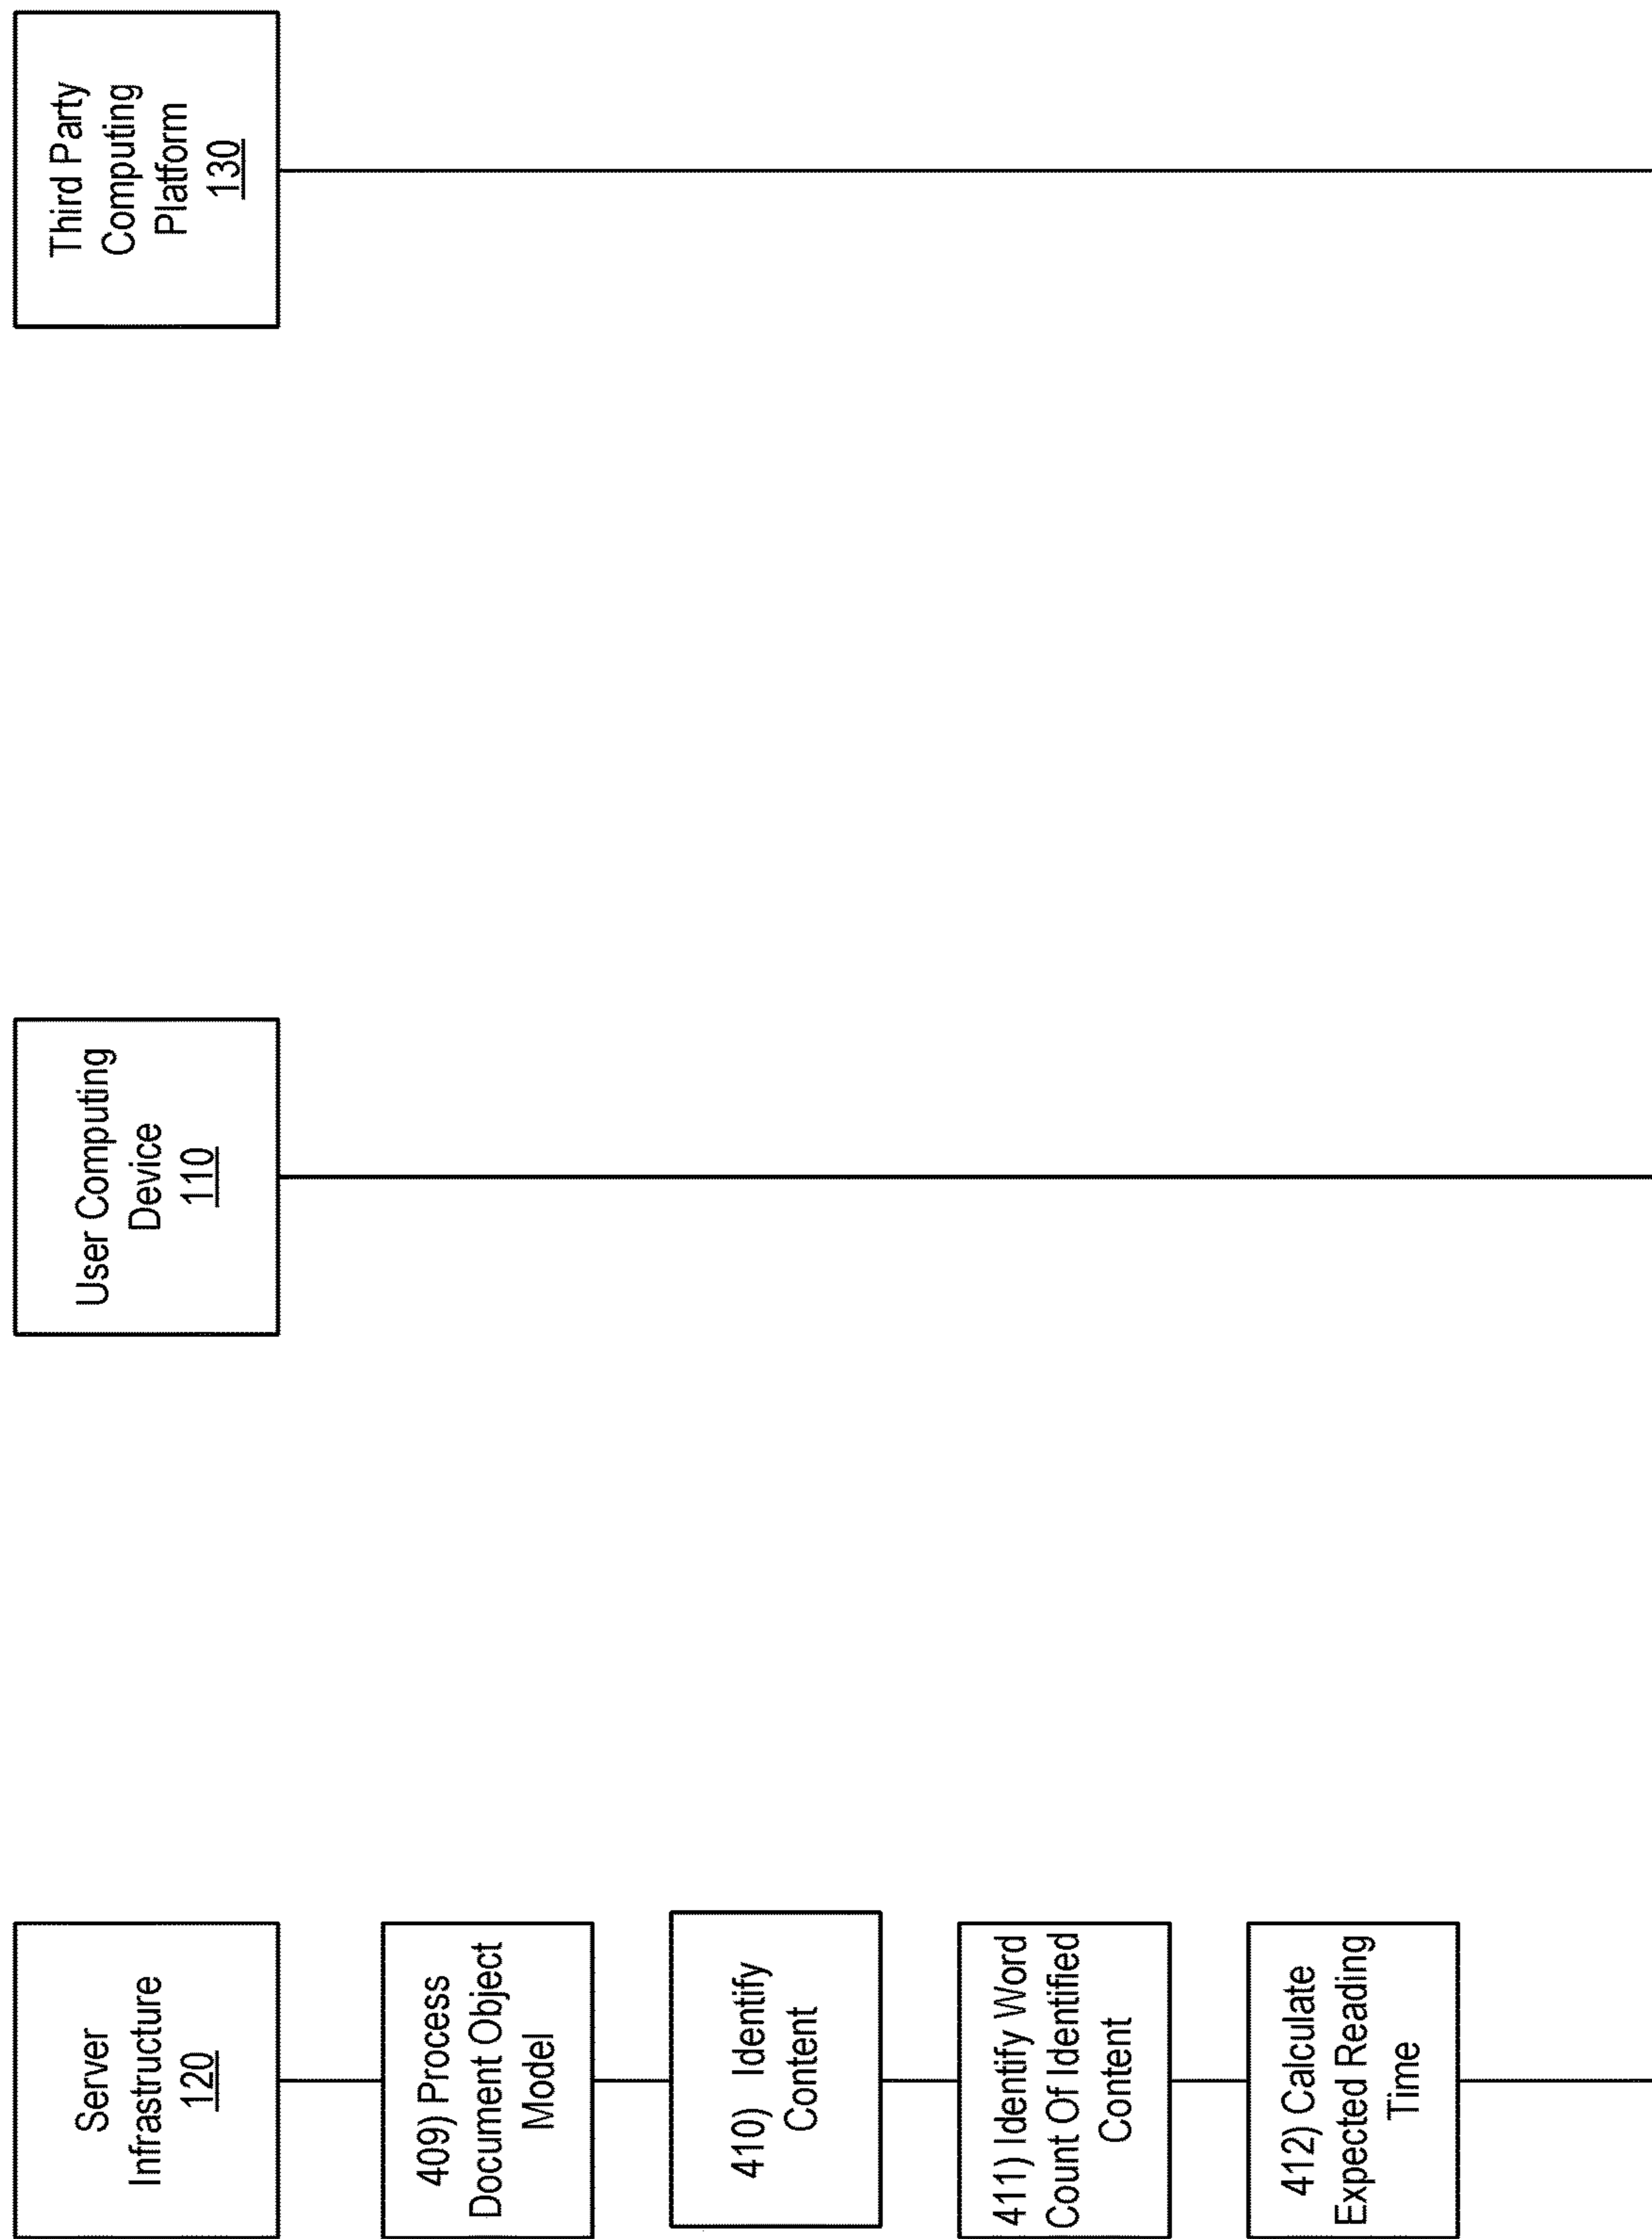 Server
Infrastructure
120
User Computing
Device
110
Third Party
Computing
Platform
130
409) Process
Document Object
Model
410) Identify
Content
411) Identify Word
Count Of Identified
Content
412) Calculate
Expected Reading
Time